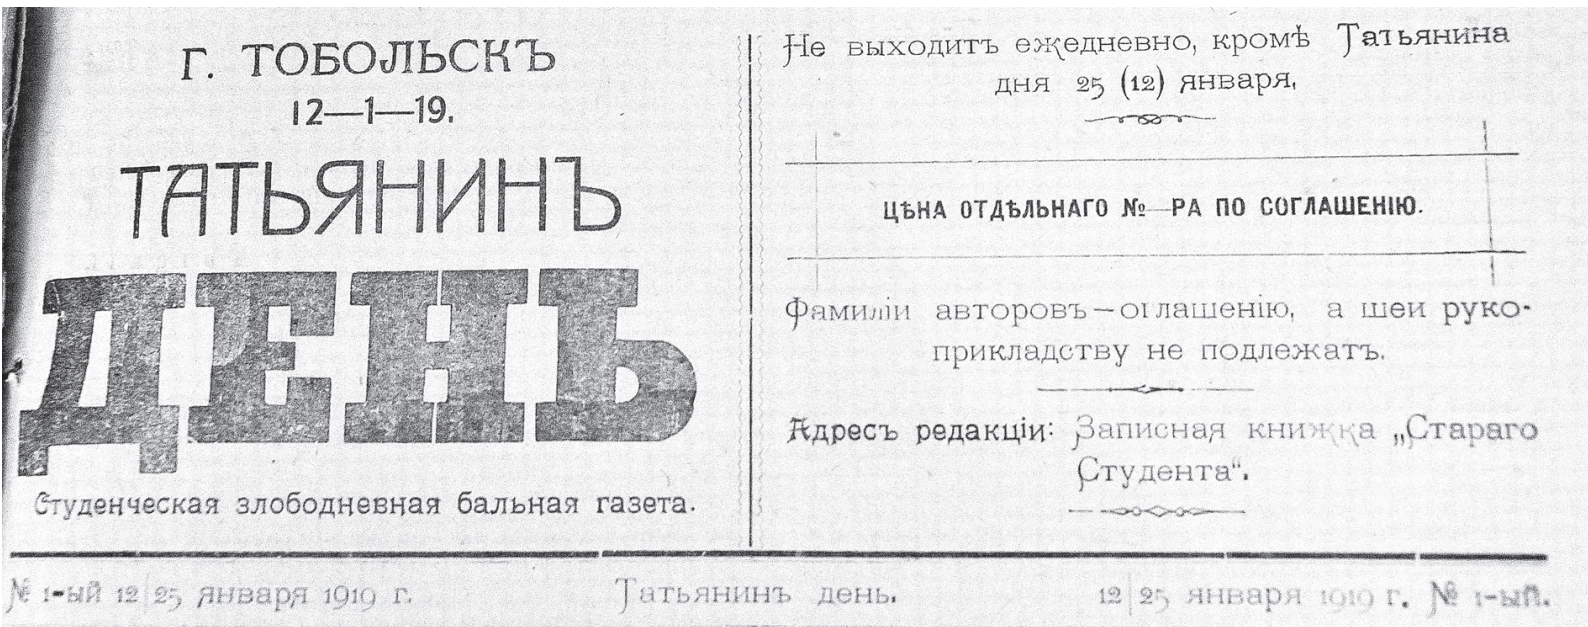 Г. ТОБОЛЬСКЪ
12—1—19.
ТАТЬЯНИНЪ
ДЕНЬ
Студенческая злободневная бальная газета.
Не выходитъ ежедневно, кромѣ Татьянина
дня 25 (12) января,
ЦѢНА ОТДѢЛЬНАГО №—РА ПО СОГЛАШЕНІЮ.
Фамиліи авторовъ—оглашенію, а шеи руко-
прикладству не подлежатъ.
Адресъ редакціи: Записная книжка „Стараго
Студента“.
№ 1-ый 12|25 января 1919 г. Татьянинъ день. 12|25 января 1919 г. № 1-ый.